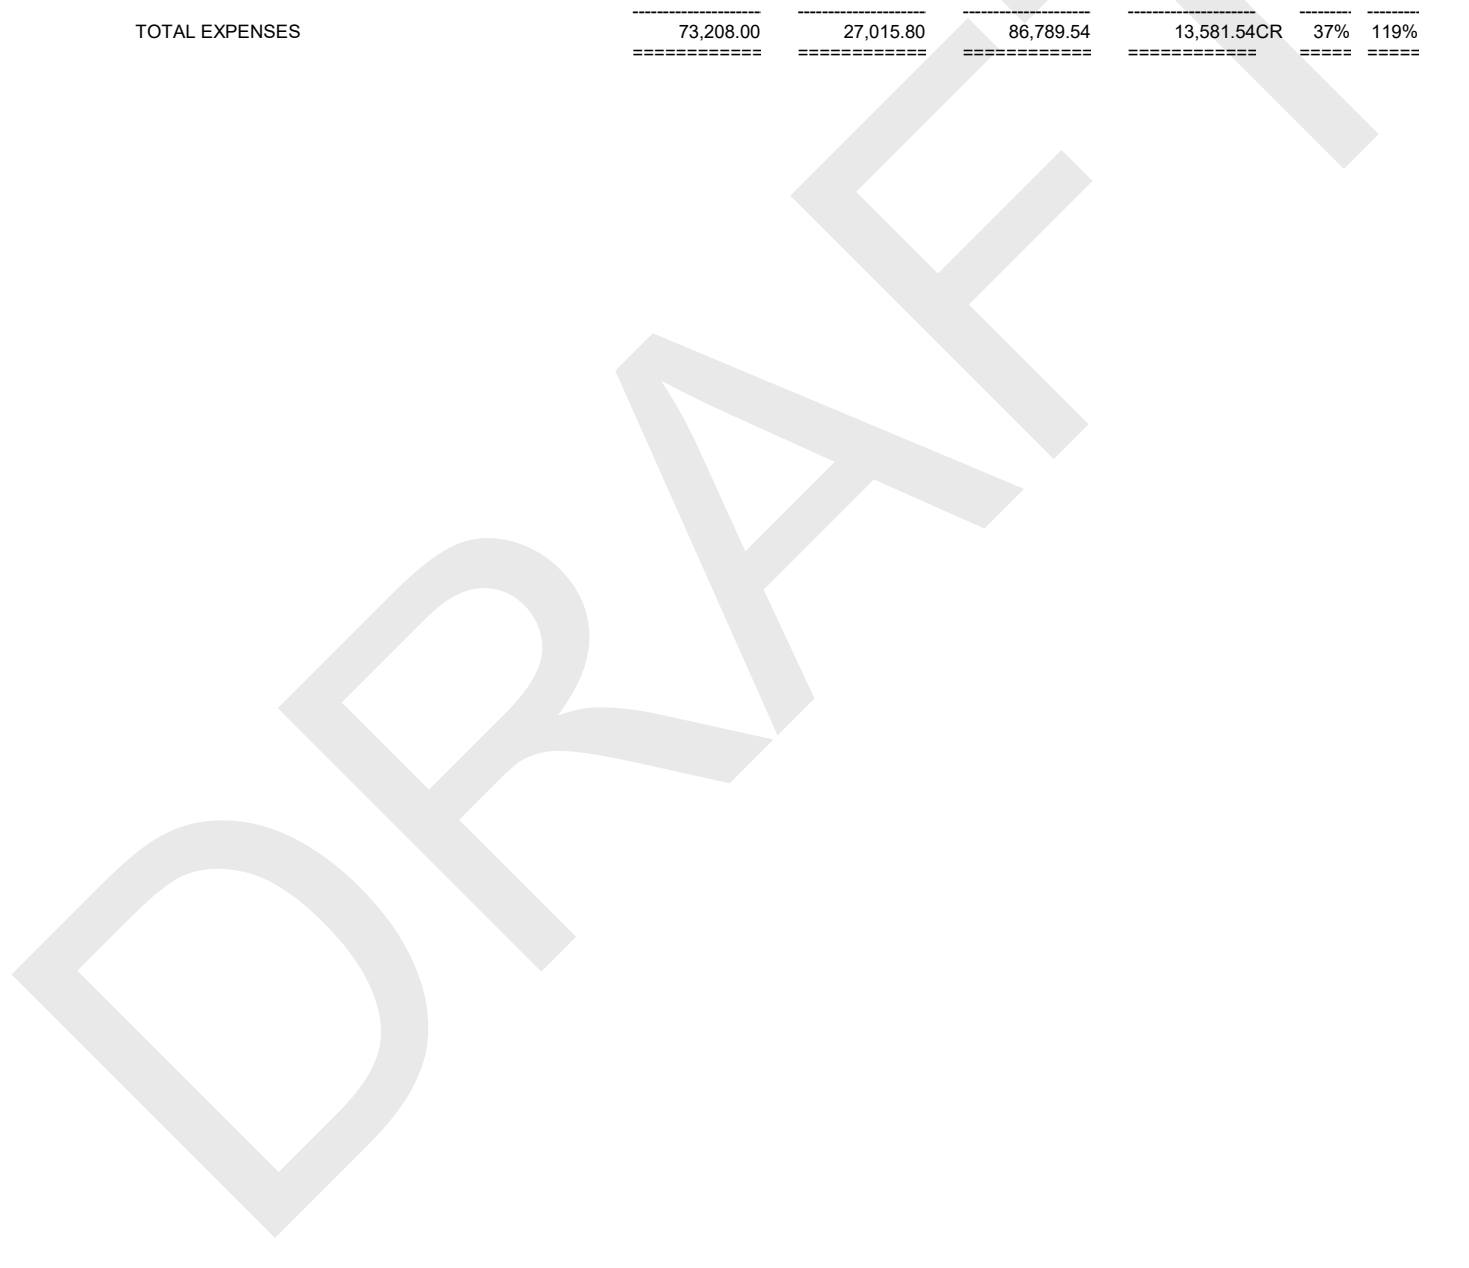 -------------------- -------------------- -------------------- -------------------- -------- --------
TOTAL EXPENSES 73,208.00 27,015.80 86,789.54 13,581.54CR 37% 119%
============ ============ ============ ============ ===== =====
DRAFT